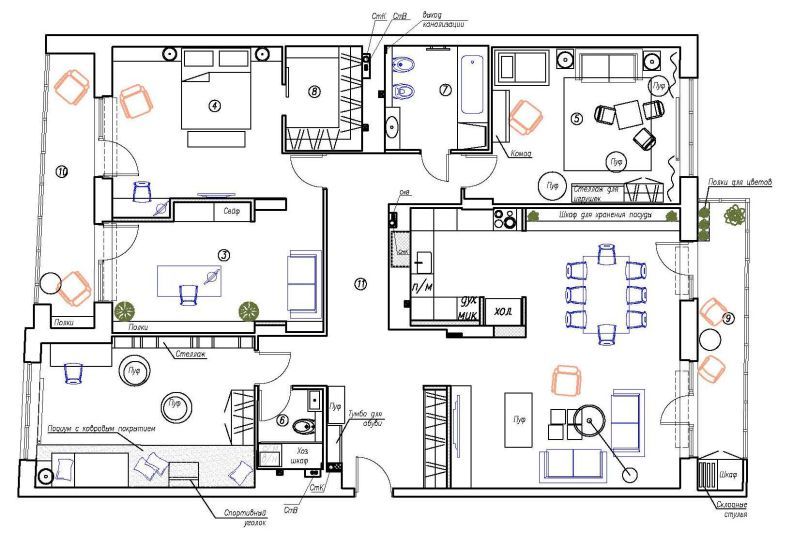 СтК
СтВ
выход
канализации
4
8
7
5
Пуф
Пуф
Комод
10
Пуф
Стеллаж для
игрушек
Полки для цветов
Сейф
Шкаф для хранения посуды
3
11
п/м
дух
мик
ХОЛ
9
Полки
Полки
Стеллаж
Пуф
Пуф
6
Пуф
Тумба для
обуви
Пуф
Подиум с ковровым покрытием
Хоз
шкаф
Шкаф
СтК
СтВ
Спортивный
уголок
Складные
стулья